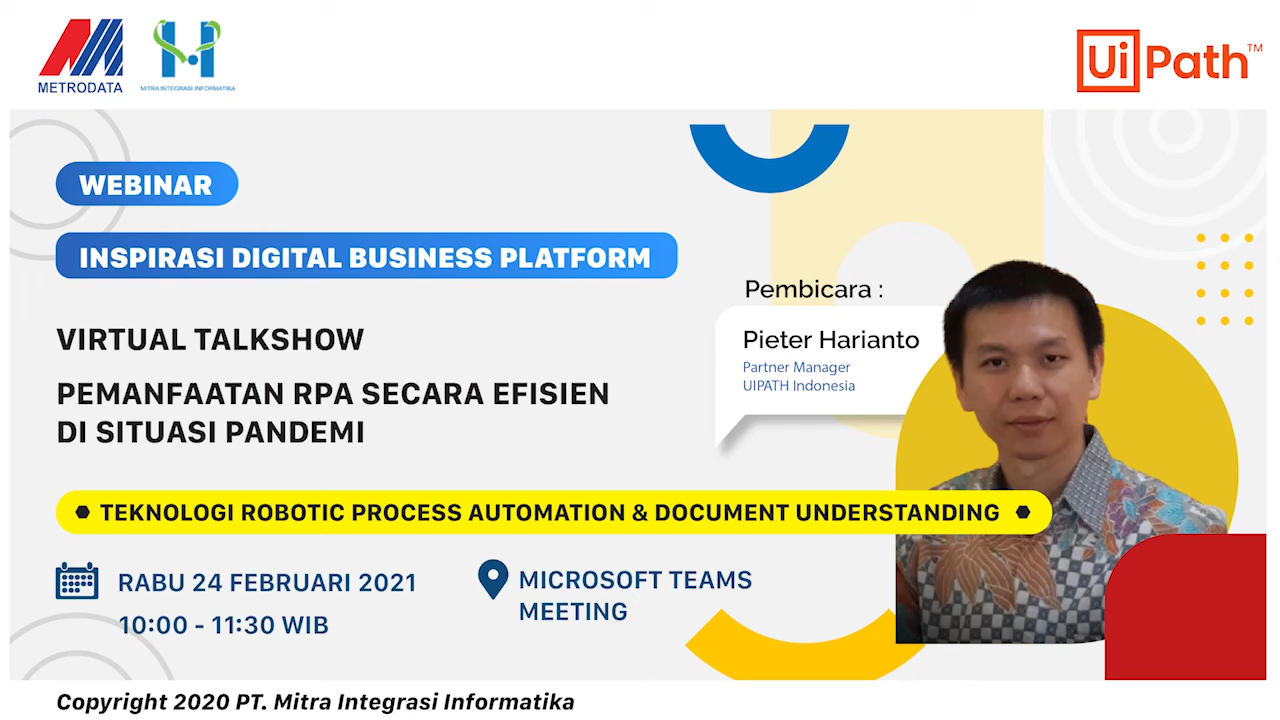 METRODATA
MITRA INTEGRASI INFORMATIKA
UiPath™
WEBINAR
INSPIRASI DIGITAL BUSINESS PLATFORM
VIRTUAL TALKSHOW
PEMANFAATAN RPA SECARA EFISIEN
DI SITUASI PANDEMI
Pembicara :
Pieter Harianto
Partner Manager
UIPATH Indonesia
TEKNOLOGI ROBOTIC PROCESS AUTOMATION & DOCUMENT UNDERSTANDING
RABU 24 FEBRUARI 2021
10:00 - 11:30 WIB
MICROSOFT TEAMS
MEETING
Copyright 2020 PT. Mitra Integrasi Informatika